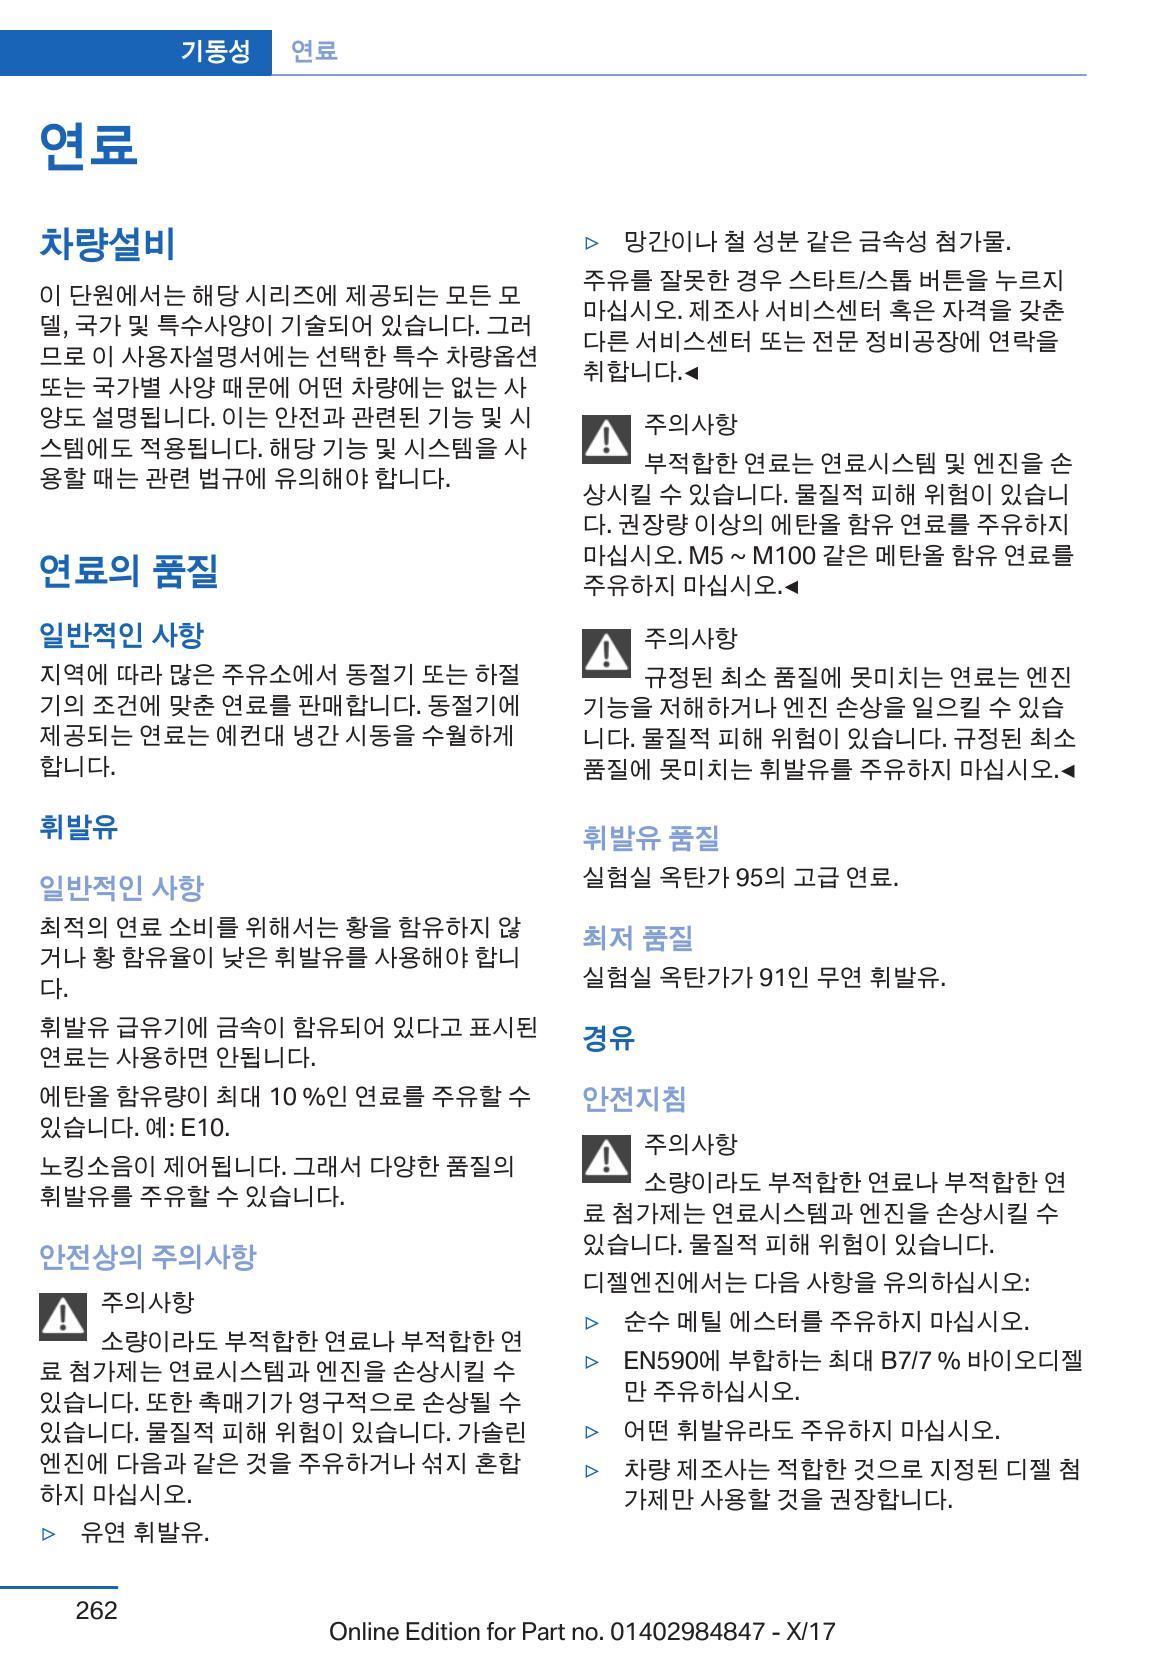 기동성 연료
연료
차량설비
이 단원에서는 해당 시리즈에 제공되는 모든 모
델, 국가 및 특수사양이 기술되어 있습니다. 그러
므로 이 사용자설명서에는 선택한 특수 차량옵션
또는 국가별 사양 때문에 어떤 차량에는 없는 사
양도 설명됩니다. 이는 안전과 관련된 기능 및 시
스템에도 적용됩니다. 해당 기능 및 시스템을 사
용할 때는 관련 법규에 유의해야 합니다.
연료의 품질
일반적인 사항
지역에 따라 많은 주유소에서 동절기 또는 하절
기의 조건에 맞춘 연료를 판매합니다. 동절기에
제공되는 연료는 예컨대 냉간 시동을 수월하게
합니다.
휘발유
일반적인 사항
최적의 연료 소비를 위해서는 황을 함유하지 않
거나 황 함유율이 낮은 휘발유를 사용해야 합니
다.
휘발유 급유기에 금속이 함유되어 있다고 표시된
연료는 사용하면 안됩니다.
에탄올 함유량이 최대 10 %인 연료를 주유할 수
있습니다. 예: E10.
노킹소음이 제어됩니다. 그래서 다양한 품질의
휘발유를 주유할 수 있습니다.
안전상의 주의사항
주의사항
소량이라도 부적합한 연료나 부적합한 연
료 첨가제는 연료시스템과 엔진을 손상시킬 수
있습니다. 또한 촉매기가 영구적으로 손상될 수
있습니다. 물질적 피해 위험이 있습니다. 가솔린
엔진에 다음과 같은 것을 주유하거나 섞지 혼합
하지 마십시오.
▷ 유연 휘발유.
▷ 망간이나 철 성분 같은 금속성 첨가물.
주유를 잘못한 경우 스타트/스톱 버튼을 누르지
마십시오. 제조사 서비스센터 혹은 자격을 갖춘
다른 서비스센터 또는 전문 정비공장에 연락을
취합니다.◄
주의사항
부적합한 연료는 연료시스템 및 엔진을 손
상시킬 수 있습니다. 물질적 피해 위험이 있습니
다. 권장량 이상의 에탄올 함유 연료를 주유하지
마십시오. M5 ~ M100 같은 메탄올 함유 연료를
주유하지 마십시오.◄
주의사항
규정된 최소 품질에 못미치는 연료는 엔진
기능을 저해하거나 엔진 손상을 일으킬 수 있습
니다. 물질적 피해 위험이 있습니다. 규정된 최소
품질에 못미치는 휘발유를 주유하지 마십시오.◄
휘발유 품질
실험실 옥탄가 95의 고급 연료.
최저 품질
실험실 옥탄가가 91인 무연 휘발유.
경유
안전지침
주의사항
소량이라도 부적합한 연료나 부적합한 연
료 첨가제는 연료시스템과 엔진을 손상시킬 수
있습니다. 물질적 피해 위험이 있습니다.
디젤엔진에서는 다음 사항을 유의하십시오:
▷ 순수 메틸 에스터를 주유하지 마십시오.
▷ EN590에 부합하는 최대 B7/7 % 바이오디젤
만 주유하십시오.
▷ 어떤 휘발유라도 주유하지 마십시오.
▷ 차량 제조사는 적합한 것으로 지정된 디젤 첨
가제만 사용할 것을 권장합니다.
262
Online Edition for Part no. 01402984847 - X/17